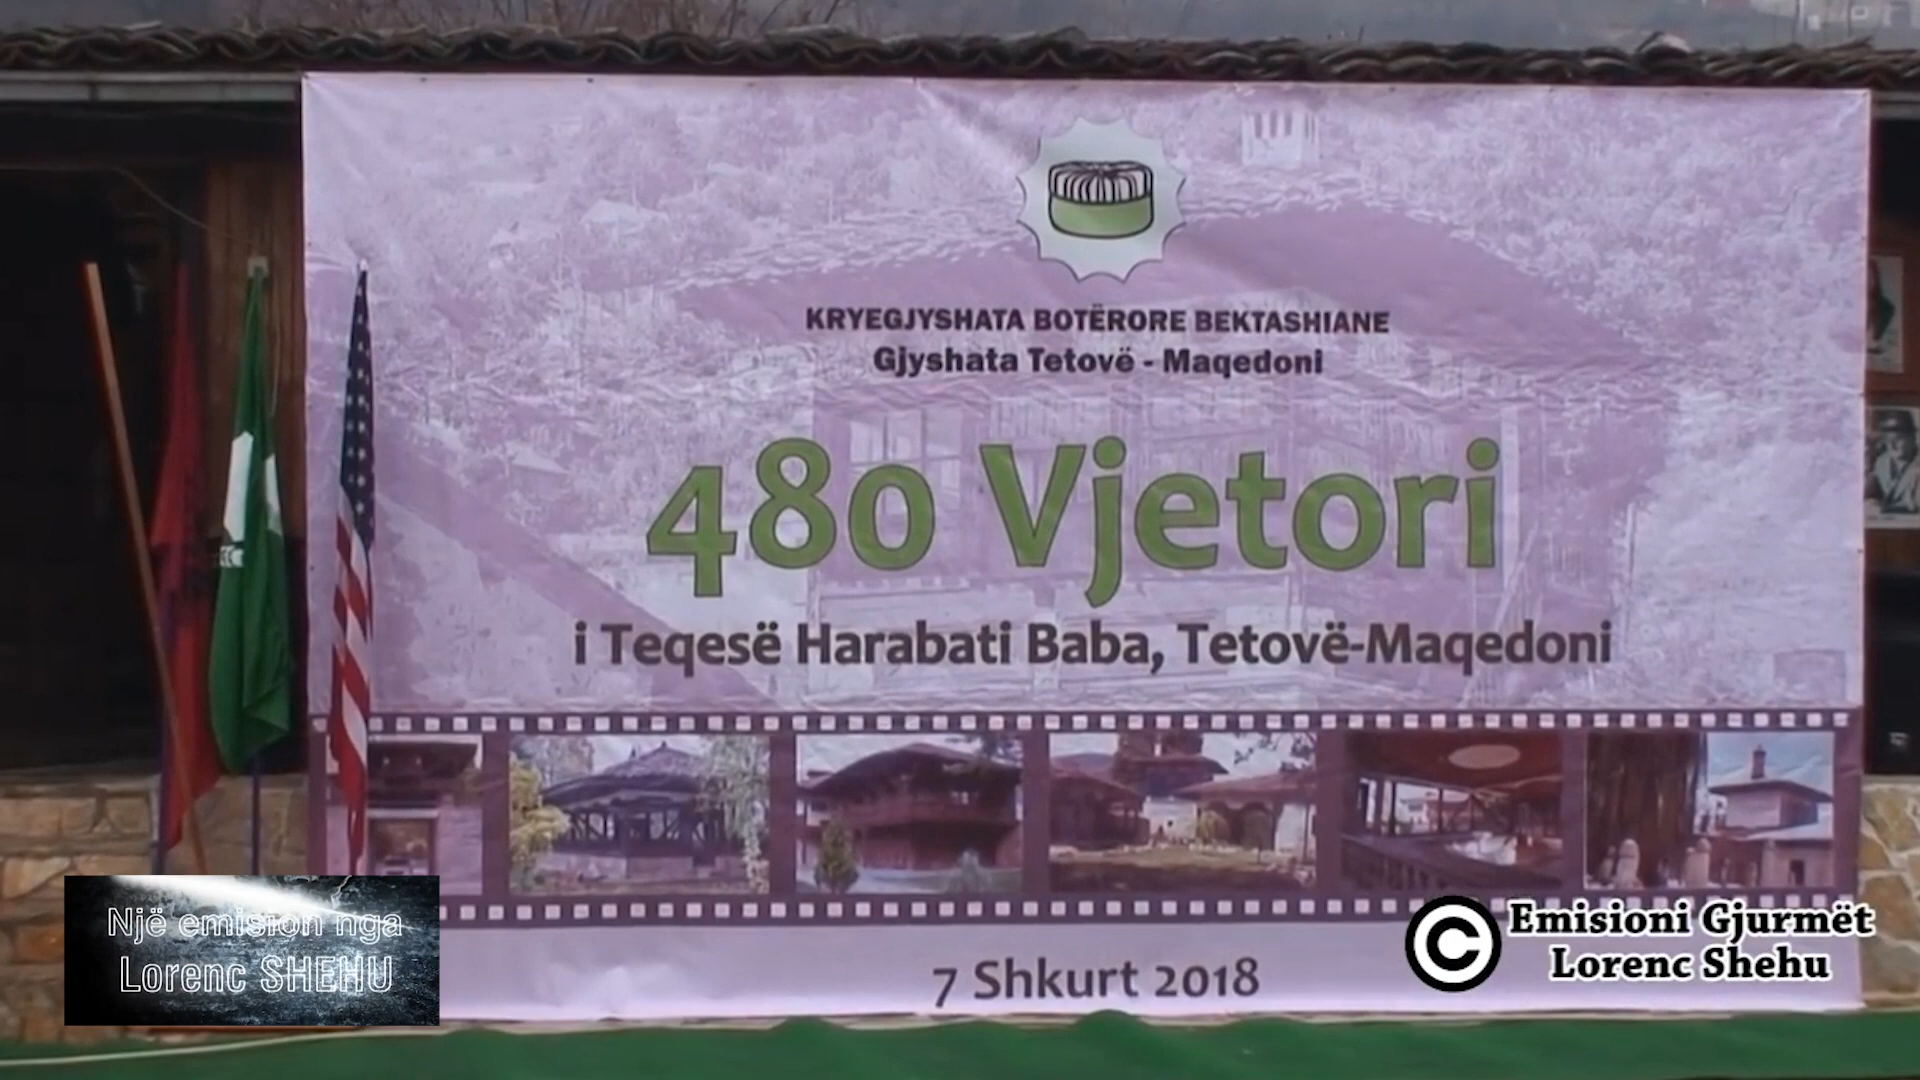 KRYEGJYSHATA BOTËRORE BEKTASHIANE
Gjyshata Tetovë - Maqedoni
480 Vjetori
i Teqesë Harabati Baba, Tetovë-Maqedoni
7 Shkurt 2018
Një emision nga
Lorenc SHEHU
© Emisioni Gjurmët
Lorenc Shehu